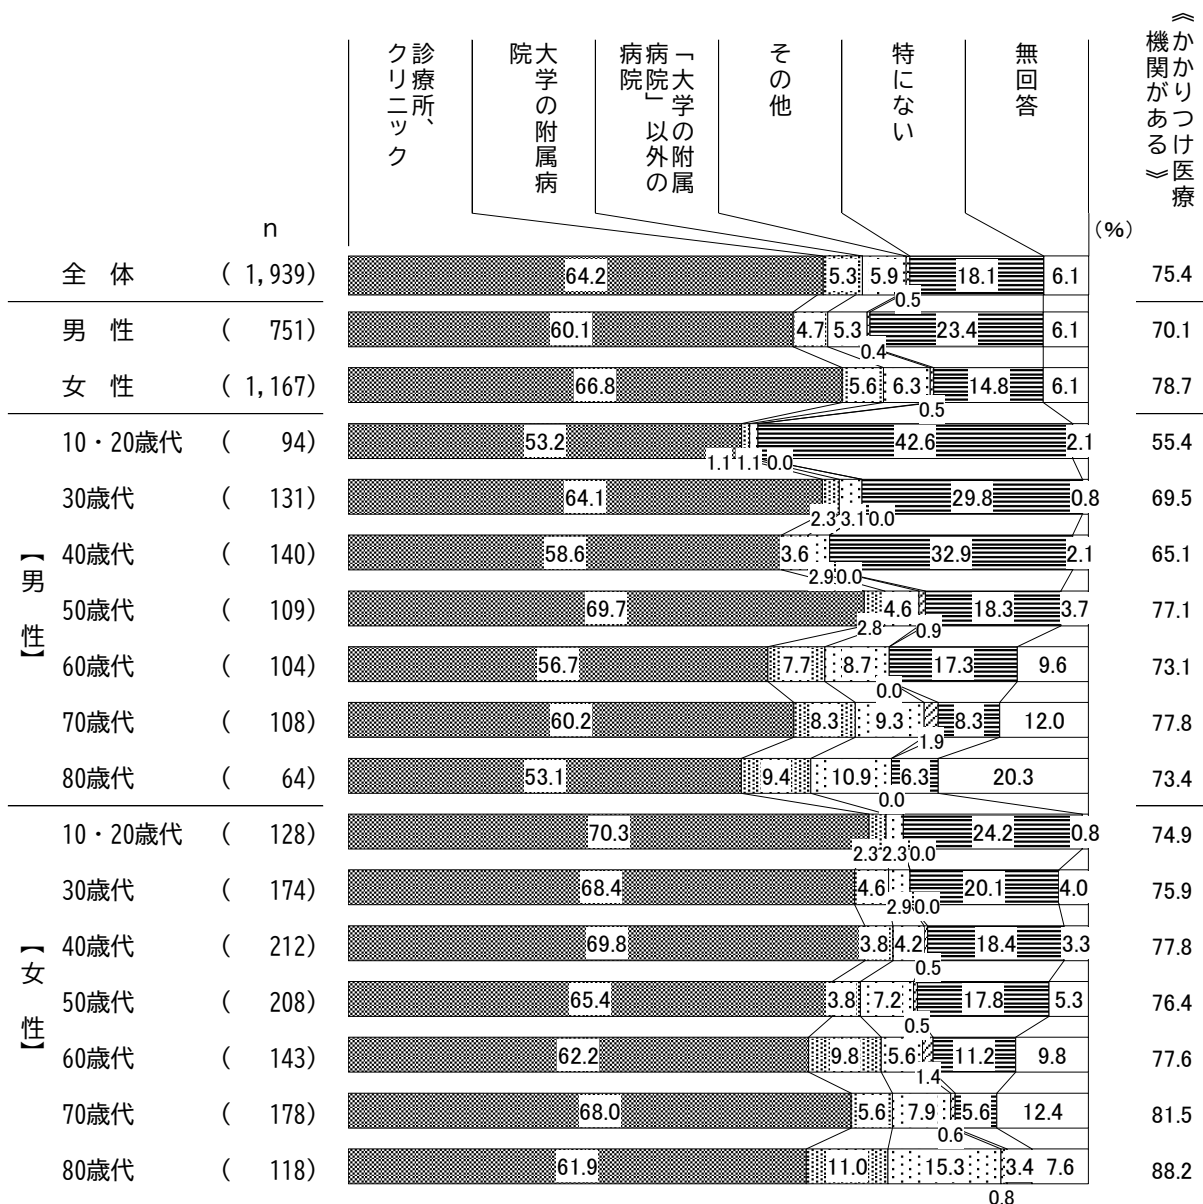 診療所、
クリニック
大学の附属病
院
「大学の附属
病院」以外の
病院
その他
特にない
無回答
《かかりつけ医療
機関がある》
n
(%)
全 体 ( 1,939) 64.2 5.3 5.9 0.5 18.1 6.1 75.4
男 性 ( 751) 60.1 4.7 5.3 0.4 23.4 6.1 70.1
女 性 ( 1,167) 66.8 5.6 6.3 0.5 14.8 6.1 78.7
【男 性】
10・20歳代 ( 94) 53.2 1.1 1.1 0.0 42.6 2.1 55.4
30歳代 ( 131) 64.1 2.3 3.1 0.0 29.8 0.8 69.5
40歳代 ( 140) 58.6 3.6 2.9 0.0 32.9 2.1 65.1
50歳代 ( 109) 69.7 2.8 4.6 0.9 18.3 3.7 77.1
60歳代 ( 104) 56.7 7.7 8.7 0.0 17.3 9.6 73.1
70歳代 ( 108) 60.2 8.3 9.3 1.9 8.3 12.0 77.8
80歳代 ( 64) 53.1 9.4 10.9 0.0 6.3 20.3 73.4
【女 性】
10・20歳代 ( 128) 70.3 2.3 2.3 0.0 24.2 0.8 74.9
30歳代 ( 174) 68.4 4.6 2.9 0.0 20.1 4.0 75.9
40歳代 ( 212) 69.8 3.8 4.2 0.5 18.4 3.3 77.8
50歳代 ( 208) 65.4 3.8 7.2 0.5 17.8 5.3 76.4
60歳代 ( 143) 62.2 9.8 5.6 1.4 11.2 9.8 77.6
70歳代 ( 178) 68.0 5.6 7.9 0.6 5.6 12.4 81.5
80歳代 ( 118) 61.9 11.0 15.3 0.8 3.4 7.6 88.2